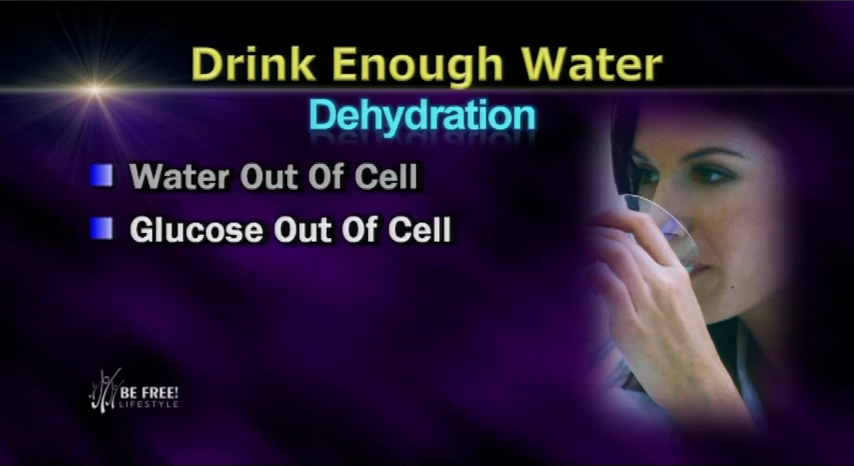 Drink Enough Water
Dehydration
Water Out Of Cell
Glucose Out Of Cell
BE FREE!
LIFESTYLE